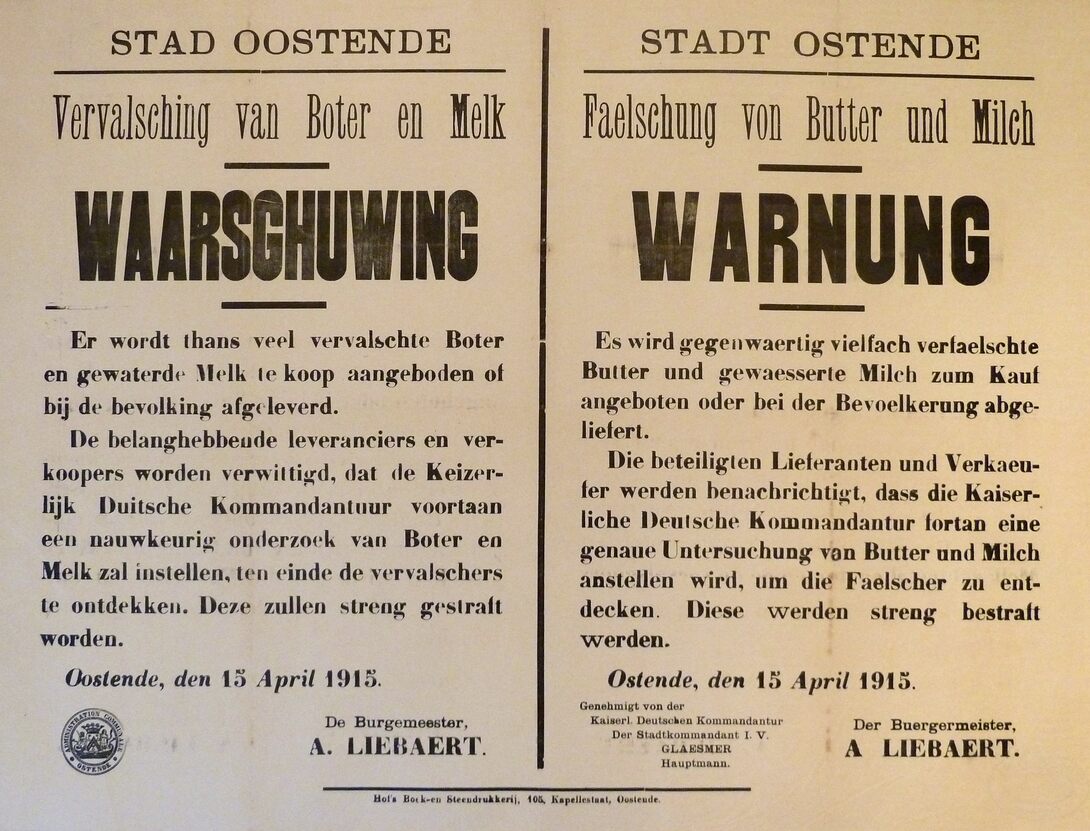 STAD OOSTENDE
Vervalsching van Boter en Melk
WAARSCHUWING
Er wordt thans veel vervalschte Boter
en gewaterde Melk te koop aangeboden of
bij de bevolking afgeleverd.
De belanghebbende leveranciers en ver-
koopers worden verwittigd, dat de Keizer-
lijk Duitsche Kommandantuur voortaan
een nauwkeurig onderzoek van Boter en
Melk zal instellen, ten einde de vervalschers
te ontdekken. Deze zullen streng gestraft
worden.
Oostende, den 15 April 1915.
ADMINISTRATION COMMUNALE
OSTENDE
De Burgemeester,
A. LIEBAERT.
STADT OSTENDE
Faelschung von Butter und Milch
WARNUNG
Es wird gegenwaertig vielfach verfaelschte
Butter und gewaesserte Milch zum Kauf
angeboten oder bei der Bevoelkerung abge-
liefert.
Die beteiligten Lieferanten und Verkaeu-
fer werden benachrichtigt, dass die Kaiser-
liche Deutsche Kommandantur fortan eine
genaue Untersuchung van Butter und Milch
anstellen wird, um die Faelscher zu ent-
decken. Diese werden streng bestraft
werden.
Ostende, den 15 April 1915.
Genehmigt von der
Kaiserl. Deutschen Kommandantur
Der Stadtkommandant I. V.
GLAESMER
Hauptmann.
Der Buergermeister,
A LIEBAERT.
Hol's Boek-en Steendrukkerij, 105, Kapellestaat, Oostende.